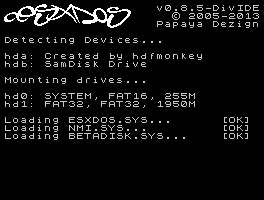 esxDOS
v0.8.5-DivIDE
© 2005-2013
Papaya Dezign
Detecting Devices...
hda: Created by hdfmonkey
hdb: SamDisk Drive
Mounting drives...
hd0: SYSTEM, FAT16, 255M
hd1: FAT32, FAT32, 1950M
Loading ESXDOS.SYS... [OK]
Loading NMI.SYS... [OK]
Loading BETADISK.SYS... [OK]